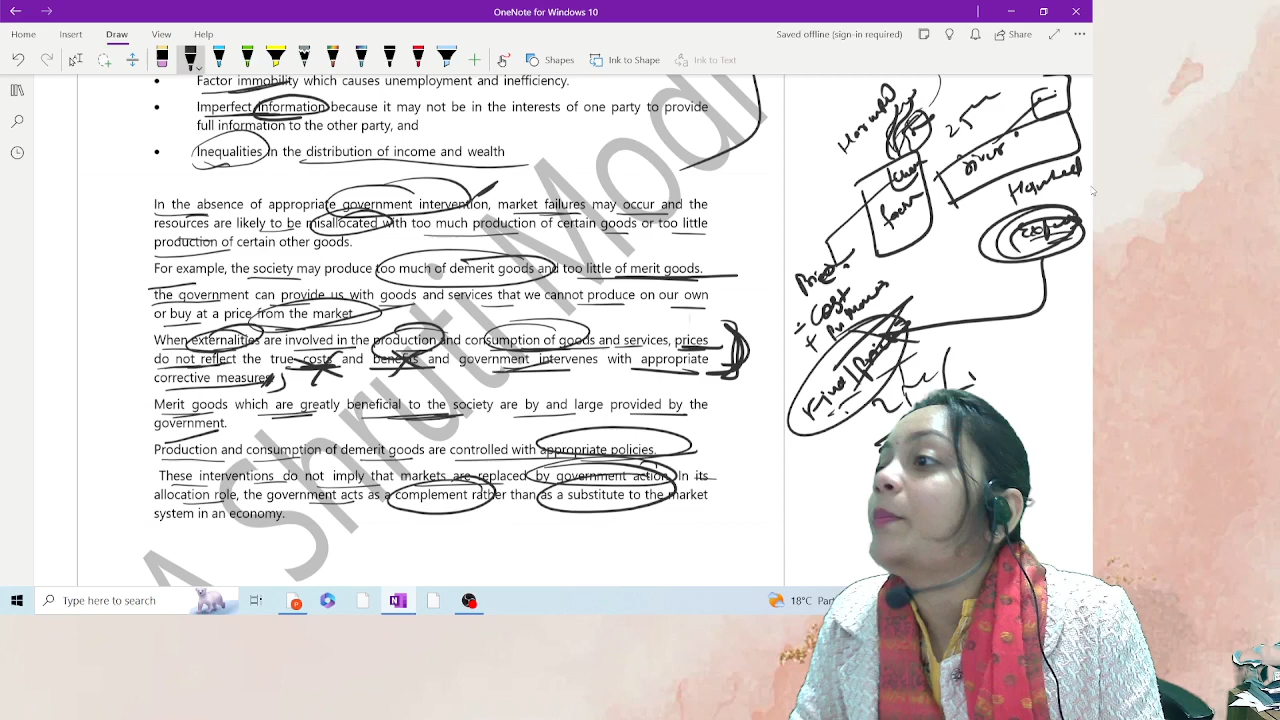 OneNote for Windows 10
Home Insert Draw View Help
Saved offline (sign-in required) Share
Shapes Ink to Shape Ink to Text
• Factor immobility which causes unemployment and inefficiency.
• Imperfect information because it may not be in the interests of one party to provide
full information to the other party, and
• Inequalities in the distribution of income and wealth
In the absence of appropriate government intervention, market failures may occur and the
resources are likely to be misallocated with too much production of certain goods or too little
production of certain other goods.
For example, the society may produce too much of demerit goods and too little of merit goods.
the government can provide us with goods and services that we cannot produce on our own
or buy at a price from the market.
When externalities are involved in the production and consumption of goods and services, prices
do not reflect the true costs and benefits and government intervenes with appropriate
corrective measures
Merit goods which are greatly beneficial to the society are by and large provided by the
government.
Production and consumption of demerit goods are controlled with appropriate policies.
These interventions do not imply that markets are replaced by government action. In its
allocation role, the government acts as a complement rather than as a substitute to the market
system in an economy.
A Shruti Modi
River
Price
Cost
Final
Type here to search
18°C